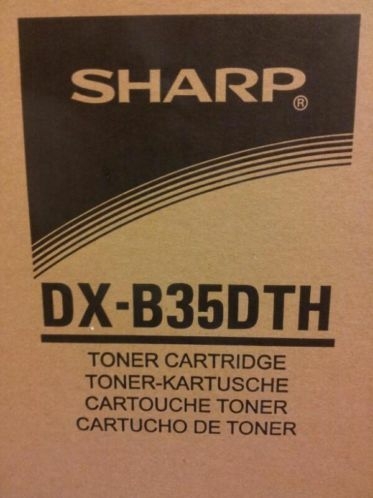 SHARP®
DX-B35DTH
TONER CARTRIDGE
TONER-KARTUSCHE
CARTOUCHE TONER
CARTUCHO DE TONER